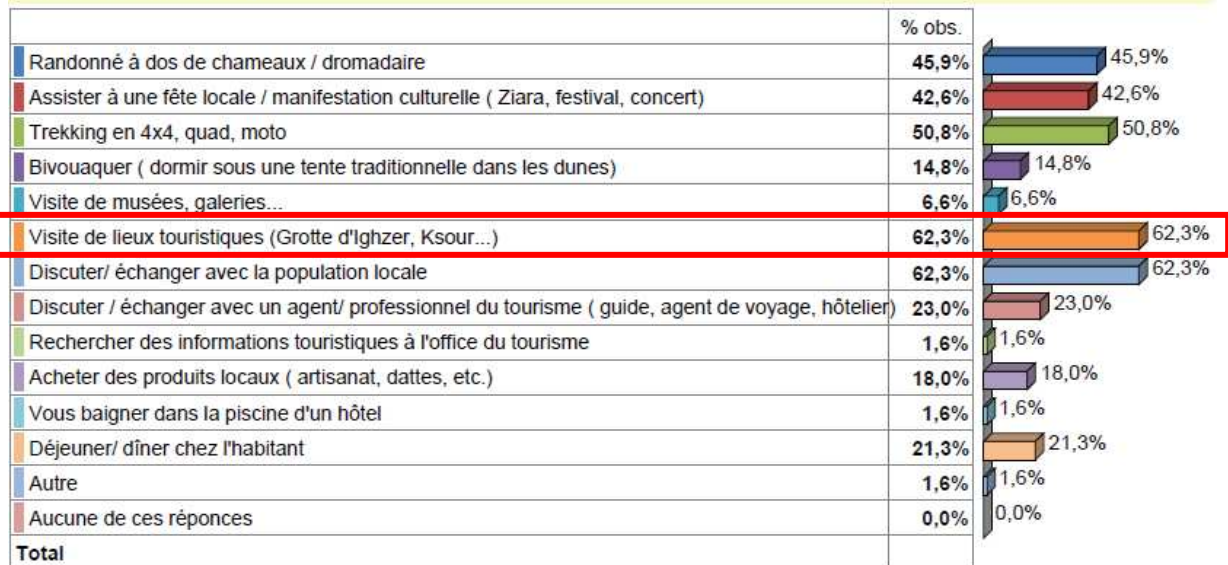 % obs.
Randonné à dos de chameaux / dromadaire 45,9% 45,9%
Assister à une fête locale / manifestation culturelle ( Ziara, festival, concert) 42,6% 42,6%
Trekking en 4x4, quad, moto 50,8% 50,8%
Bivouaquer ( dormir sous une tente traditionnelle dans les dunes) 14,8% 14,8%
Visite de musées, galeries... 6,6% 6,6%
Visite de lieux touristiques (Grotte d'Ighzer, Ksour...) 62,3% 62,3%
Discuter/ échanger avec la population locale 62,3% 62,3%
Discuter / échanger avec un agent/ professionnel du tourisme ( guide, agent de voyage, hôtelier) 23,0% 23,0%
Rechercher des informations touristiques à l'office du tourisme 1,6% 1,6%
Acheter des produits locaux ( artisanat, dattes, etc.) 18,0% 18,0%
Vous baigner dans la piscine d'un hôtel 1,6% 1,6%
Déjeuner/ dîner chez l'habitant 21,3% 21,3%
Autre 1,6% 1,6%
Aucune de ces réponces 0,0% 0,0%
Total